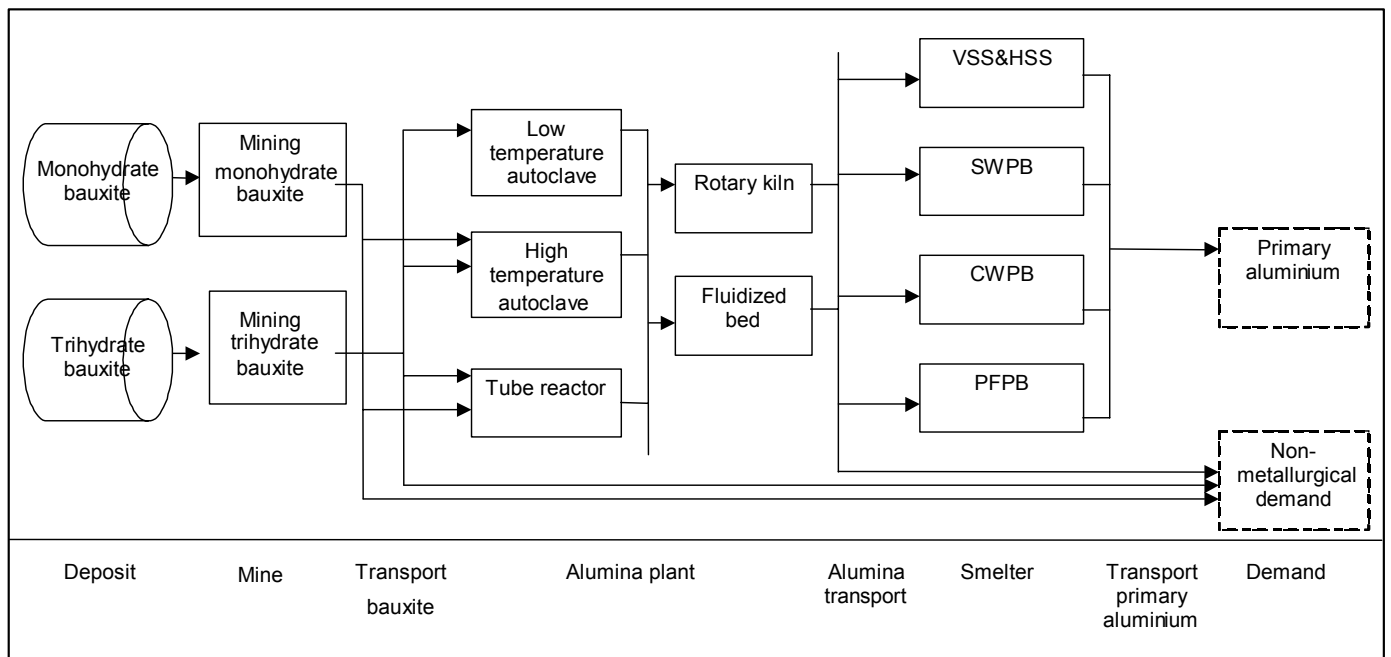 Monohydrate
bauxite
Mining
monohydrate
bauxite
Trihydrate
bauxite
Mining
trihydrate
bauxite
Low
temperature
autoclave
High
temperature
autoclave
Tube reactor
Rotary kiln
Fluidized
bed
VSS&HSS
SWPB
CWPB
PFPB
Primary
aluminium
Non-
metallurgical
demand
Deposit
Mine
Transport
bauxite
Alumina plant
Alumina
transport
Smelter
Transport
primary
aluminium
Demand